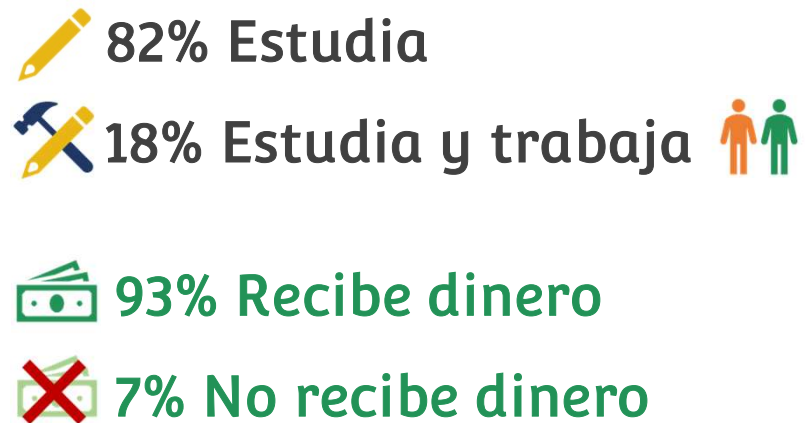 82% Estudia
18% Estudia y trabaja
93% Recibe dinero
7% No recibe dinero